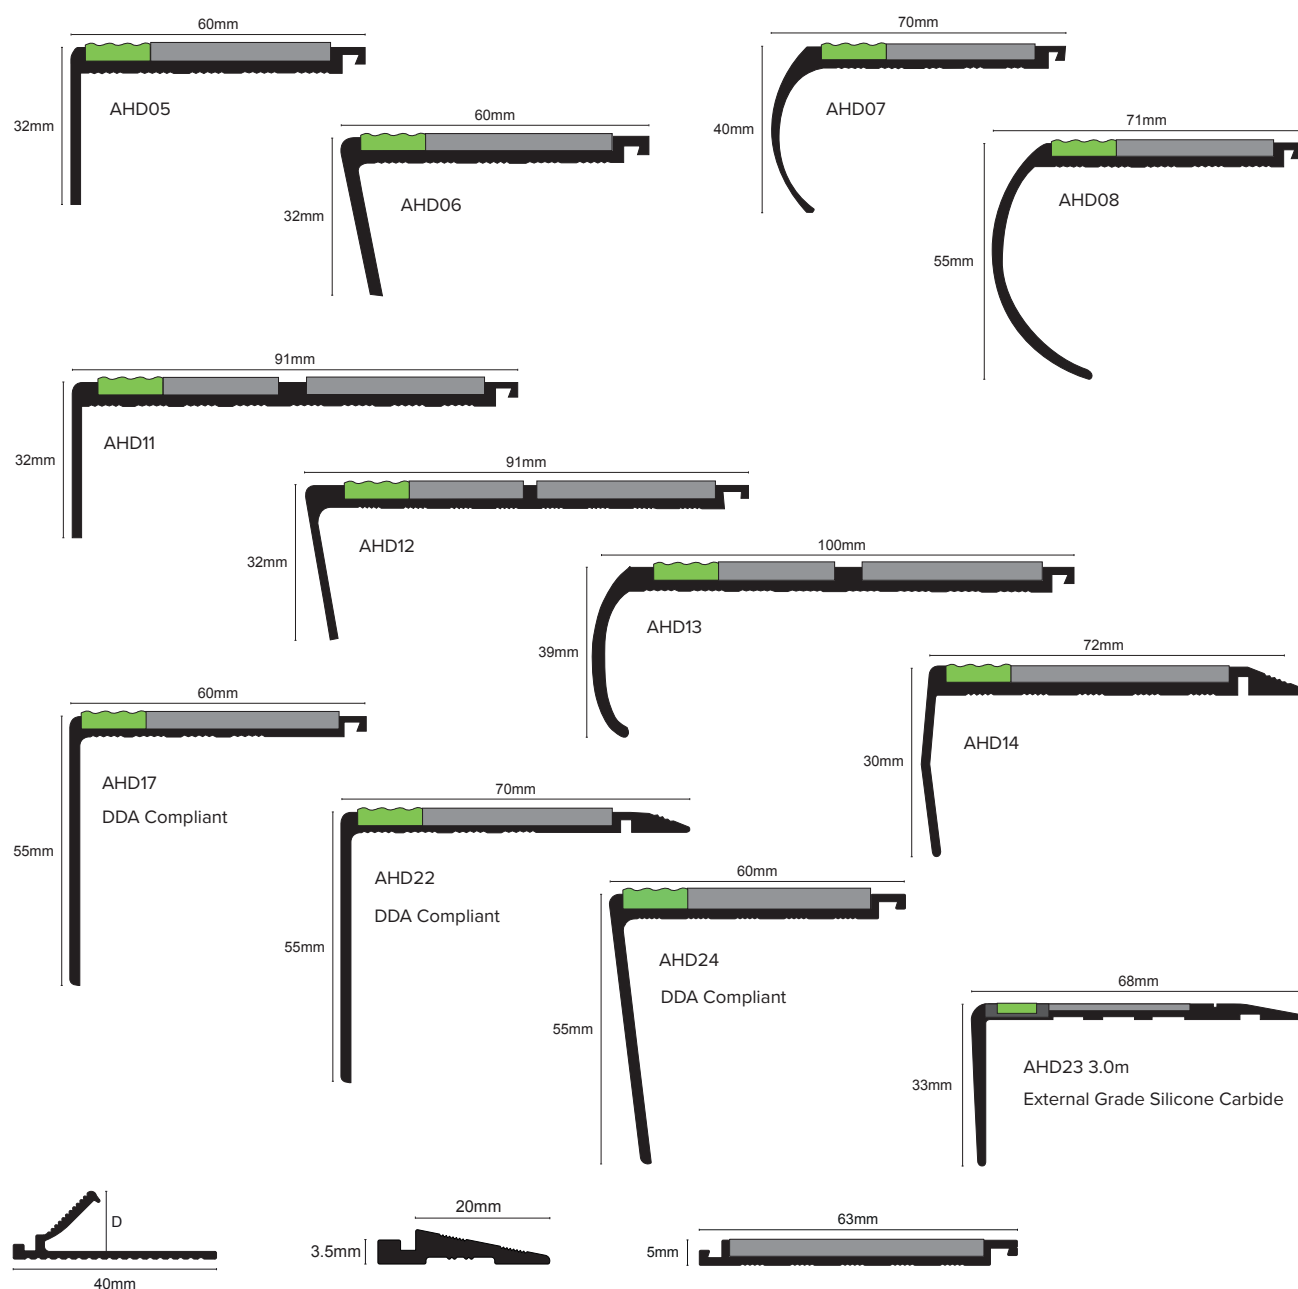 60mm
32mm
AHD05
60mm
32mm
AHD06
70mm
40mm
AHD07
71mm
55mm
AHD08
91mm
32mm
AHD11
91mm
32mm
AHD12
100mm
39mm
AHD13
72mm
30mm
AHD14
60mm
55mm
AHD17
DDA Compliant
70mm
55mm
AHD22
DDA Compliant
60mm
55mm
AHD24
DDA Compliant
68mm
33mm
AHD23 3.0m
External Grade Silicone Carbide
D
40mm
20mm
3.5mm
63mm
5mm